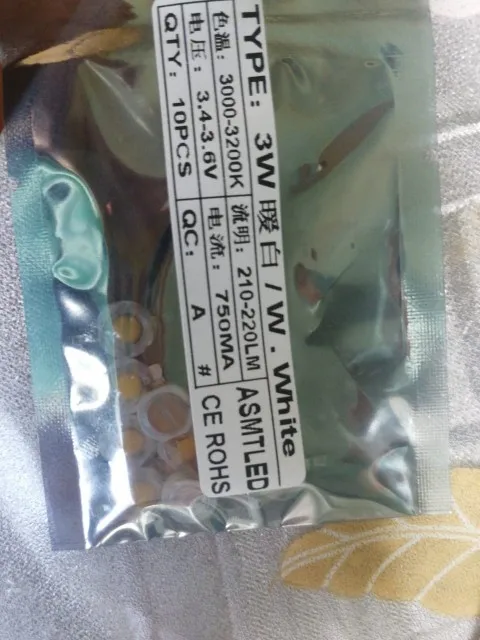 TYPE: 3W 暖白 / W. White
色温: 3000-3200K 流明: 210-220LM ASMTLED
电压: 3.4-3.6V 电流: 750MA CE ROHS
QTY: 10PCS QC: A #